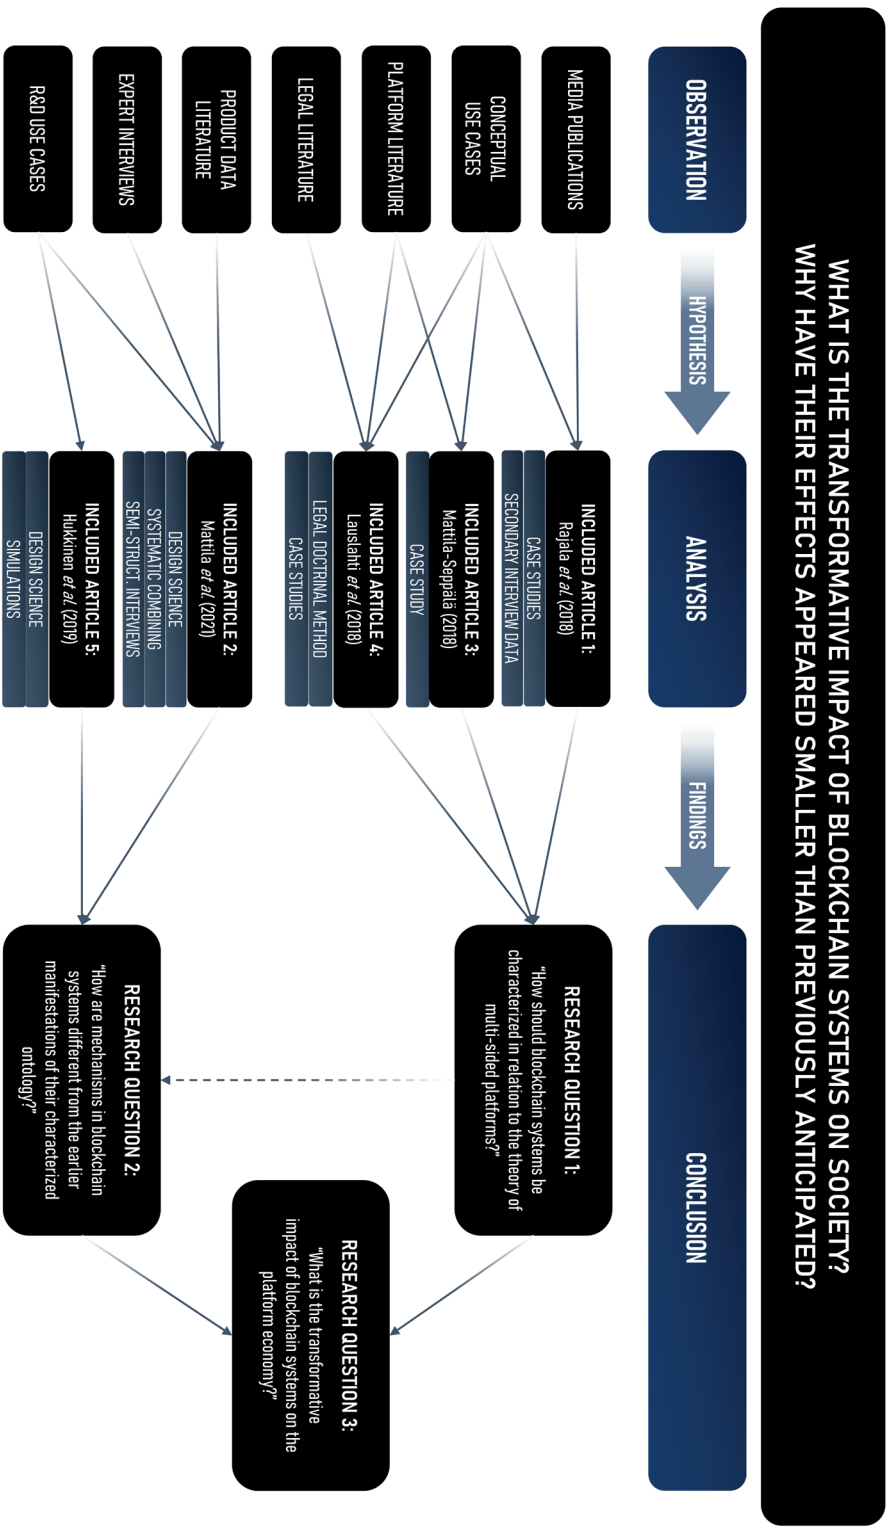 WHAT IS THE TRANSFORMATIVE IMPACT OF BLOCKCHAIN SYSTEMS ON SOCIETY?
WHY HAVE THEIR EFFECTS APPEARED SMALLER THAN PREVIOUSLY ANTICIPATED?
OBSERVATION
HYPOTHESIS
ANALYSIS
FINDINGS
CONCLUSION
MEDIA PUBLICATIONS
CONCEPTUAL
USE CASES
PLATFORM LITERATURE
LEGAL LITERATURE
PRODUCT DATA
LITERATURE
EXPERT INTERVIEWS
R&D USE CASES
INCLUDED ARTICLE 1:
Rajala et al. (2018)
CASE STUDIES
SECONDARY INTERVIEW DATA
INCLUDED ARTICLE 3:
Mattila-Seppälä (2018)
CASE STUDY
INCLUDED ARTICLE 4:
Lauslahti et al. (2018)
LEGAL DOCTRINAL METHOD
CASE STUDIES
INCLUDED ARTICLE 2:
Mattila et al. (2021)
DESIGN SCIENCE
SYSTEMATIC COMBINING
SEMI-STRUCT. INTERVIEWS
INCLUDED ARTICLE 5:
Hukkinen et al. (2019)
DESIGN SCIENCE
SIMULATIONS
RESEARCH QUESTION 1:
"How should blockchain systems be
characterized in relation to the theory of
multi-sided platforms?"
RESEARCH QUESTION 2:
"How are mechanisms in blockchain
systems different from the earlier
manifestations of their characterized
ontology?"
RESEARCH QUESTION 3:
"What is the transformative
impact of blockchain systems on the
platform economy?"